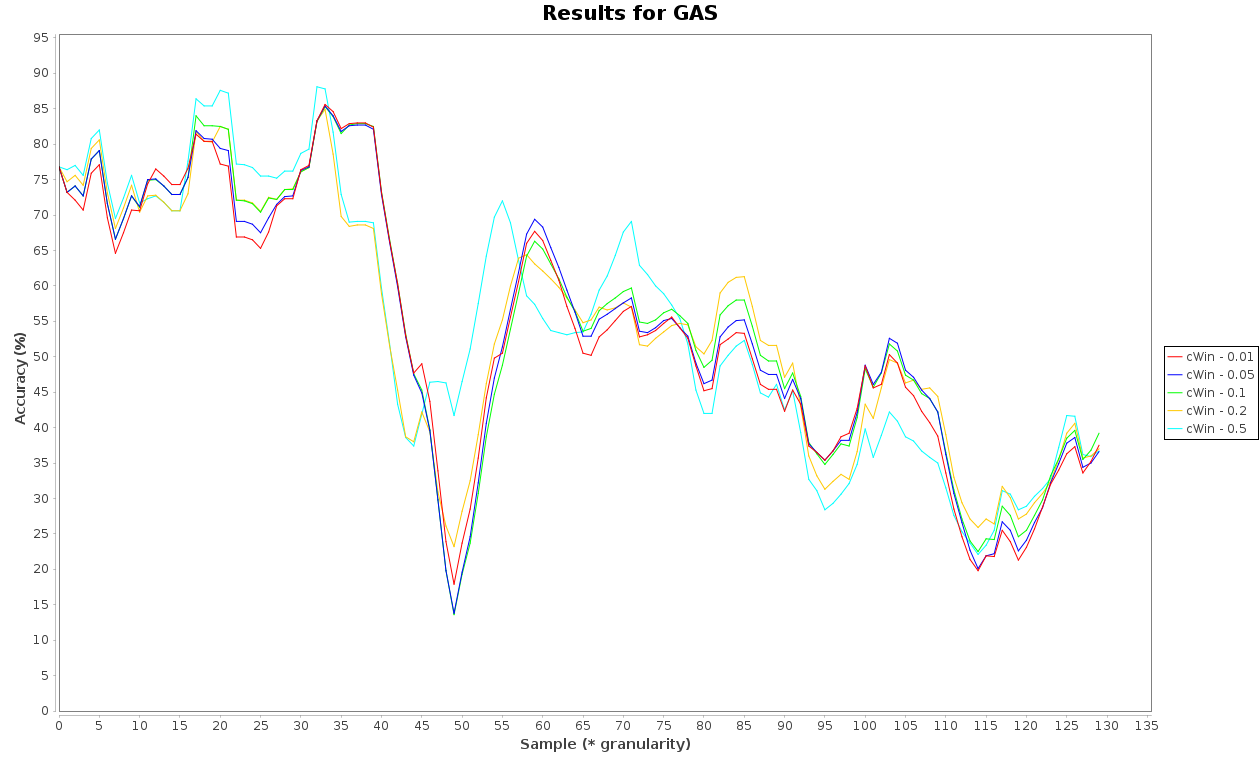 Results for GAS
95
90
85
80
75
70
65
60
55
50
45
40
35
30
25
20
15
10
5
0
Accuracy (%)
0 5 10 15 20 25 30 35 40 45 50 55 60 65 70 75 80 85 90 95 100 105 110 115 120 125 130 135
Sample (* granularity)
cWin - 0.01
cWin - 0.05
cWin - 0.1
cWin - 0.2
cWin - 0.5